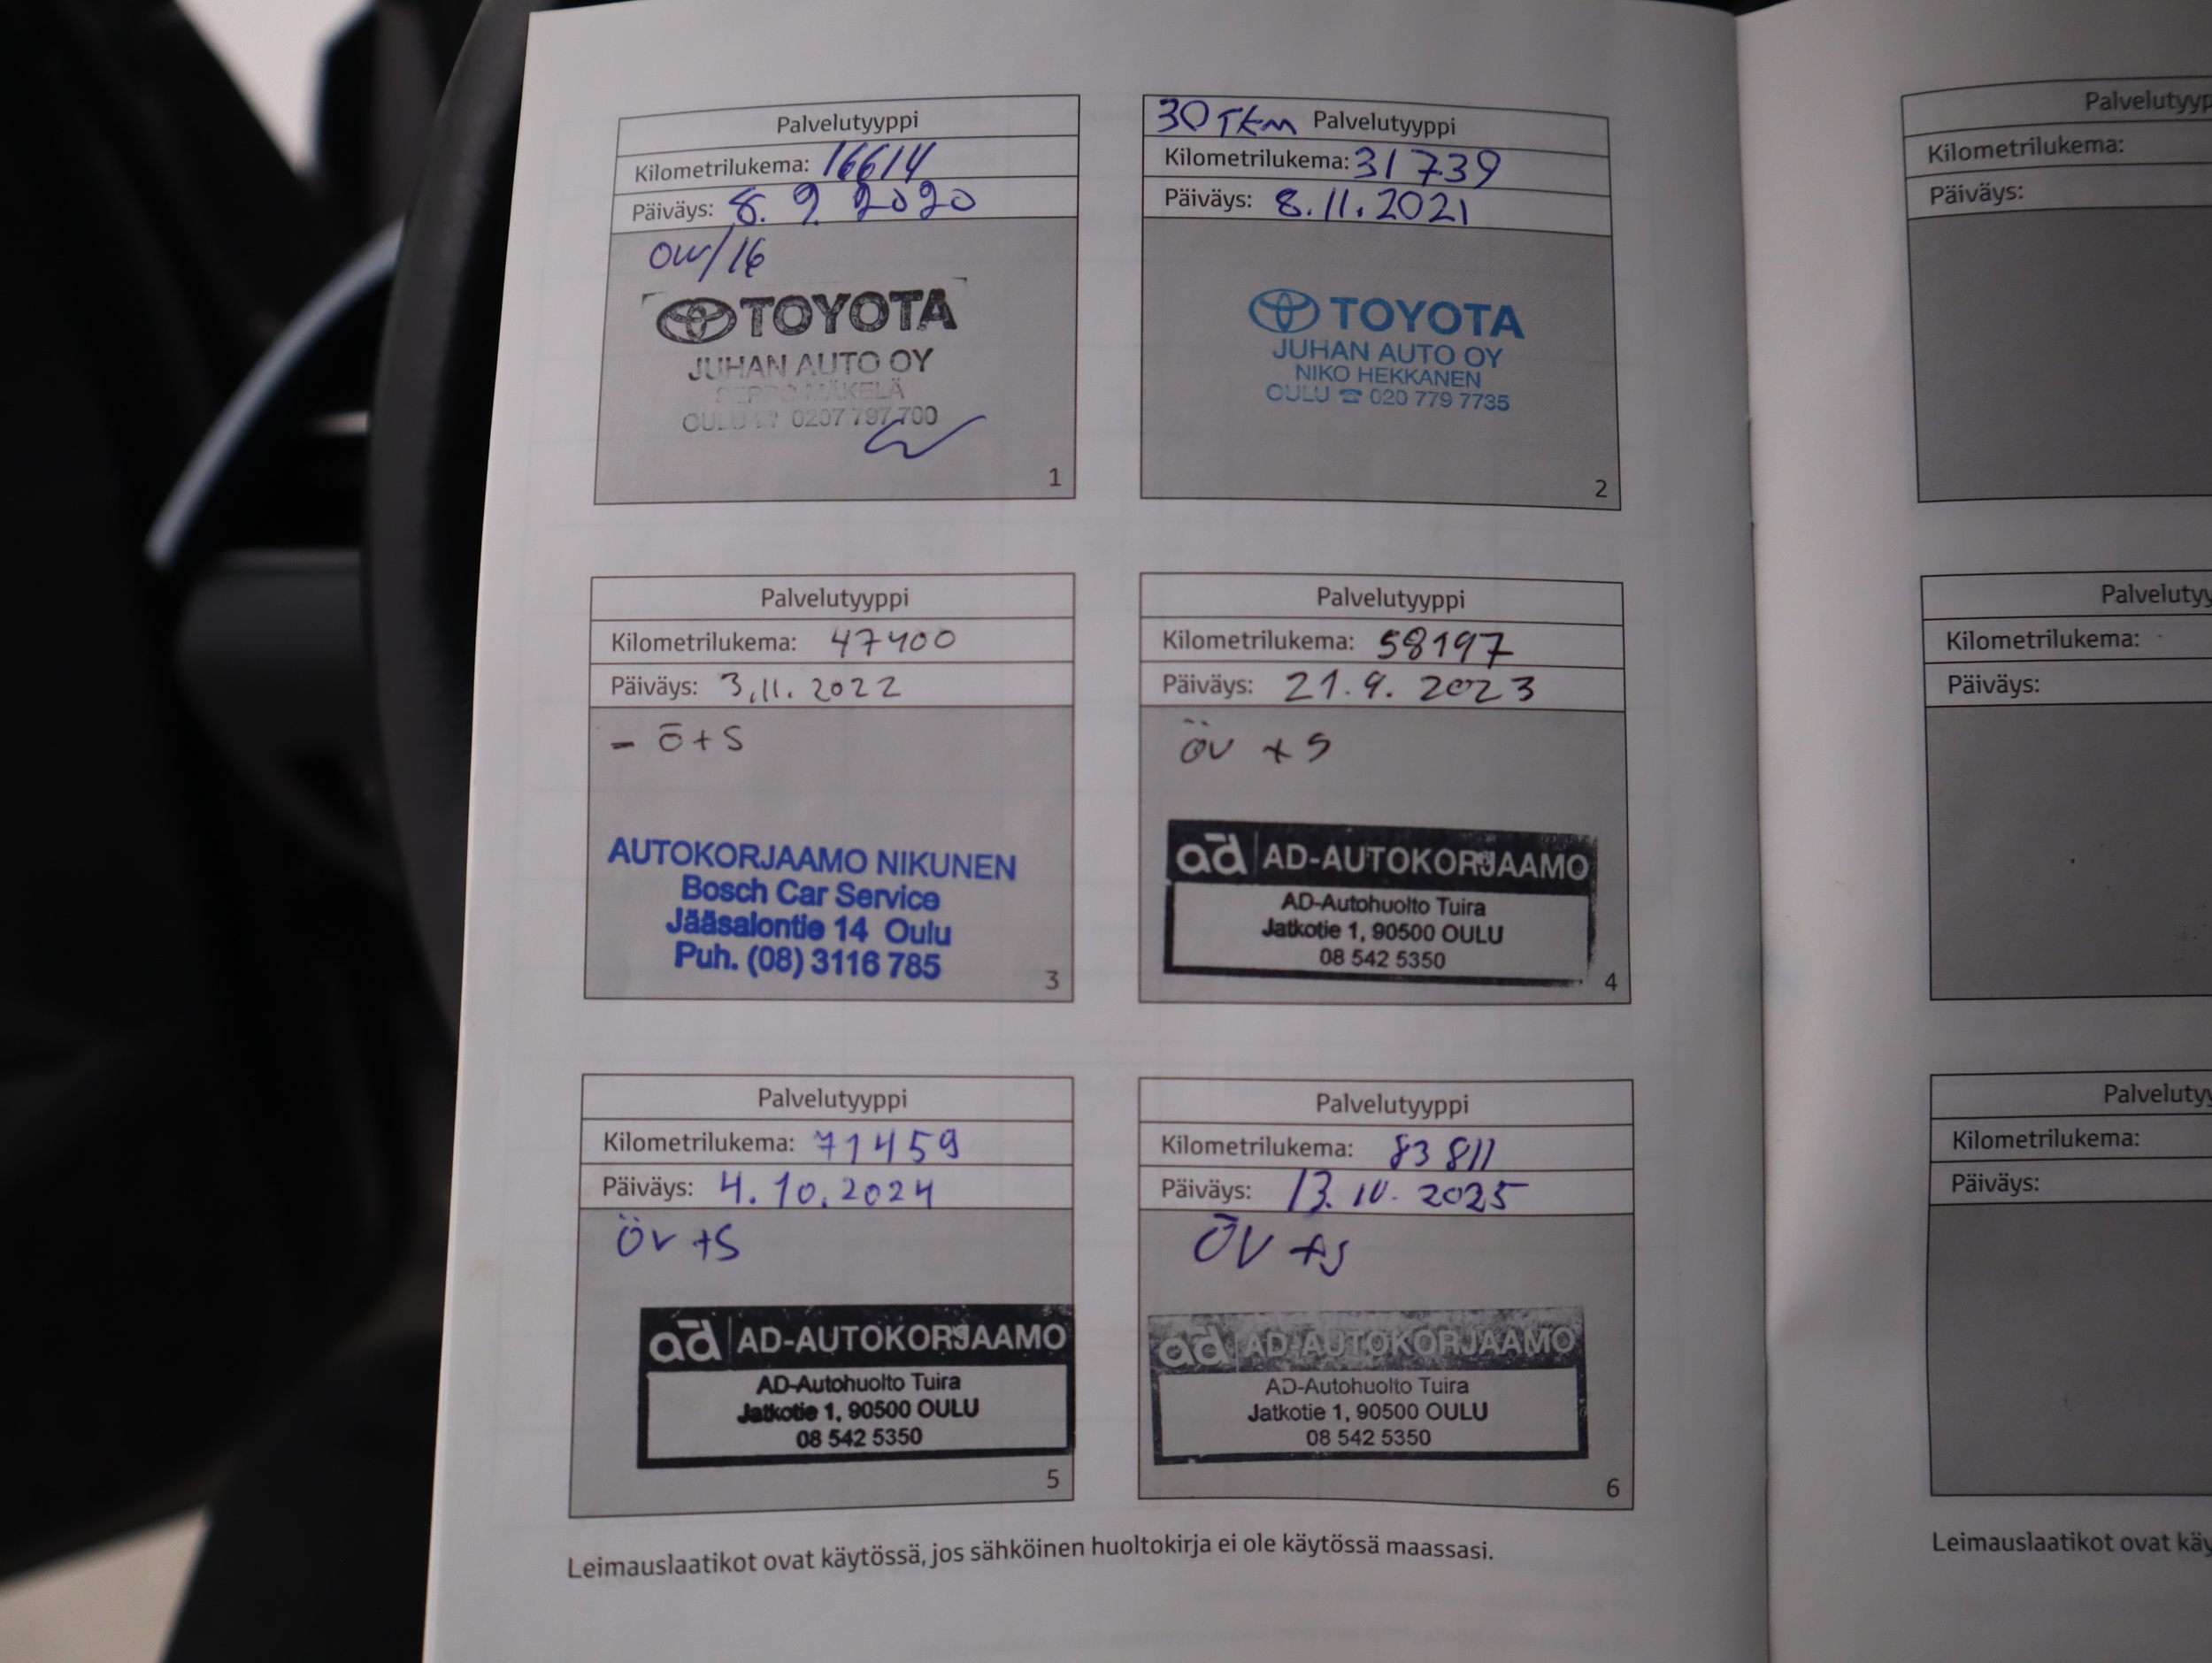 Palvelutyyppi
Kilometrilukema: 16614
Päiväys: 8. 9 2020
OW/16
TOYOTA
JUHAN AUTO OY
SEPPO MÄKELÄ
OULU ☎ 0207 797 700
1
30 TKM Palvelutyyppi
Kilometrilukema: 31739
Päiväys: 8.11.2021
TOYOTA
JUHAN AUTO OY
NIKO HEKKANEN
OULU ☎ 020 779 7735
2
Palvelutyyppi
Kilometrilukema: 47400
Päiväys: 3.11.2022
- Ö+S
AUTOKORJAAMO NIKUNEN
Bosch Car Service
Jääsalontie 14 Oulu
Puh. (08) 3116 785
3
Palvelutyyppi
Kilometrilukema: 58197
Päiväys: 21.9.2023
ÖV + S
ad AD-AUTOKORJAAMO
AD-Autohuolto Tuira
Jatkotie 1, 90500 OULU
08 542 5350
4
Palvelutyyppi
Kilometrilukema: 71459
Päiväys: 4.10.2024
ÖV +S
ad AD-AUTOKORJAAMO
AD-Autohuolto Tuira
Jatkotie 1, 90500 OULU
08 542 5350
5
Palvelutyyppi
Kilometrilukema: 83811
Päiväys: 13.10.2025
ÖV +S
ad AD-AUTOKORJAAMO
AD-Autohuolto Tuira
Jatkotie 1, 90500 OULU
08 542 5350
6
Leimauslaatikot ovat käytössä, jos sähköinen huoltokirja ei ole käytössä maassasi.
Kilometrilukema:
Päiväys:
Kilometrilukema:
Päiväys:
Kilometrilukema:
Päiväys:
Leimauslaatikot ovat